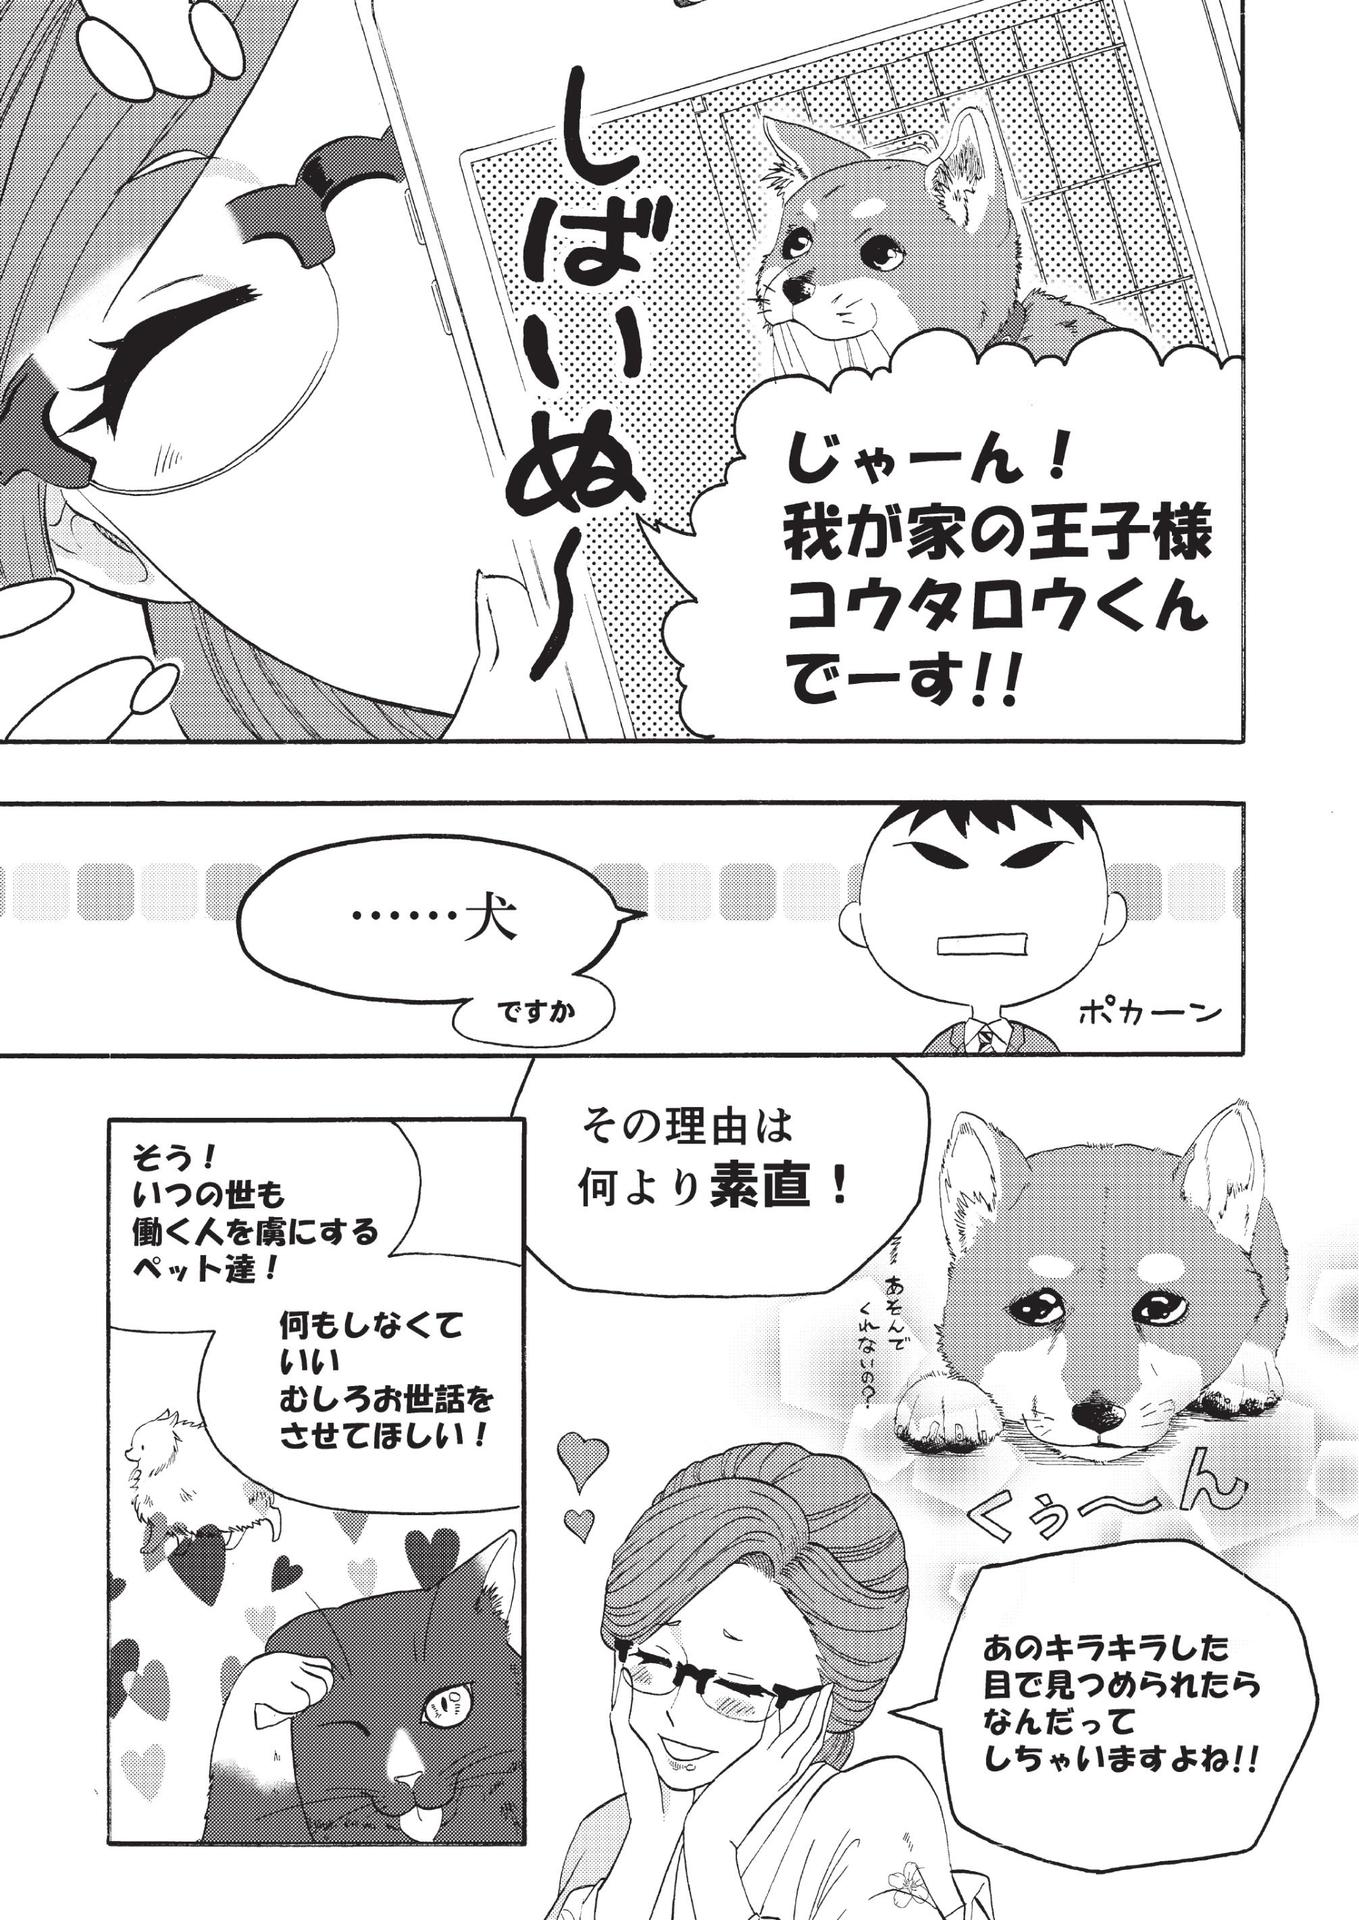 しばいぬ〜
じゃーん！
我が家の王子様
コウタロウくん
でーす!!
……犬
ですか
ポカーン
その理由は
何より素直！
あそんで
くれないの？
くぅ〜ん
そう！
いつの世も
働く人を虜にする
ペット達！
何もしなくて
いい
むしろお世話を
させてほしい！
あのキラキラした
目で見つめられたら
なんだって
しちゃいますよね!!